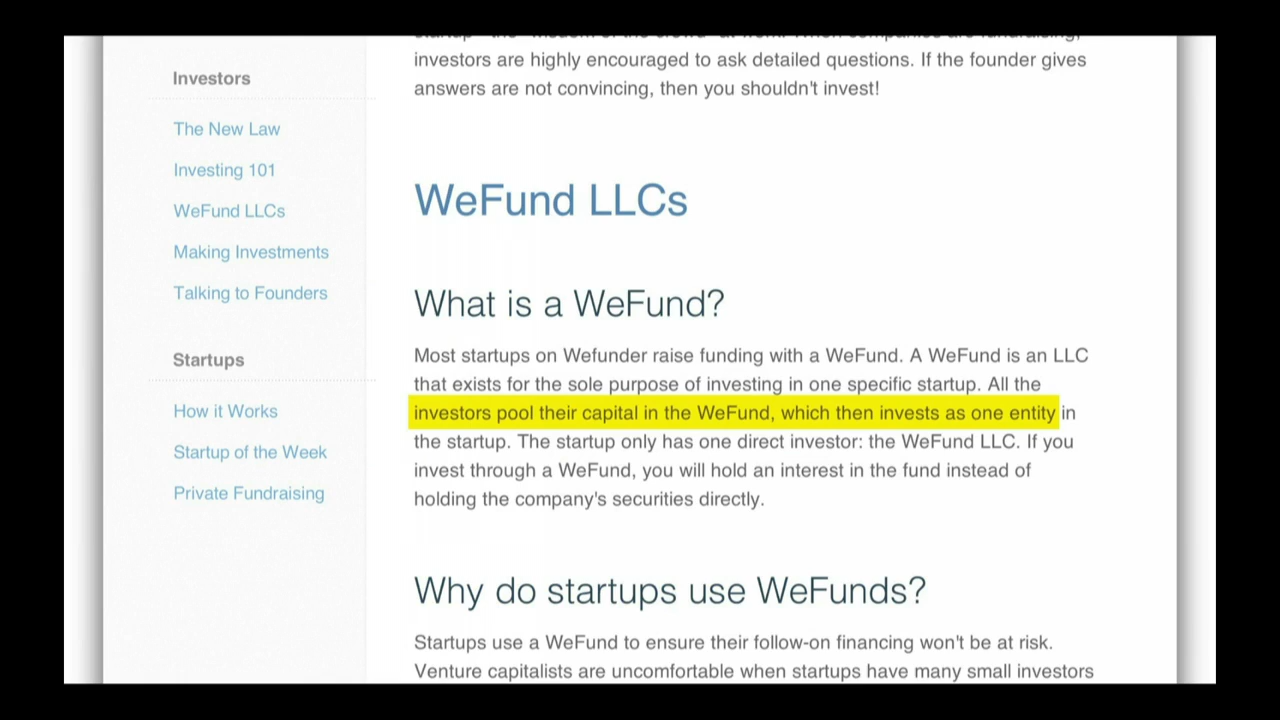 Investors
The New Law
Investing 101
WeFund LLCs
Making Investments
Talking to Founders
Startups
How it Works
Startup of the Week
Private Fundraising
investors are highly encouraged to ask detailed questions. If the founder gives
answers are not convincing, then you shouldn't invest!
WeFund LLCs
What is a WeFund?
Most startups on Wefunder raise funding with a WeFund. A WeFund is an LLC
that exists for the sole purpose of investing in one specific startup. All the
investors pool their capital in the WeFund, which then invests as one entity in
the startup. The startup only has one direct investor: the WeFund LLC. If you
invest through a WeFund, you will hold an interest in the fund instead of
holding the company's securities directly.
Why do startups use WeFunds?
Startups use a WeFund to ensure their follow-on financing won't be at risk.
Venture capitalists are uncomfortable when startups have many small investors